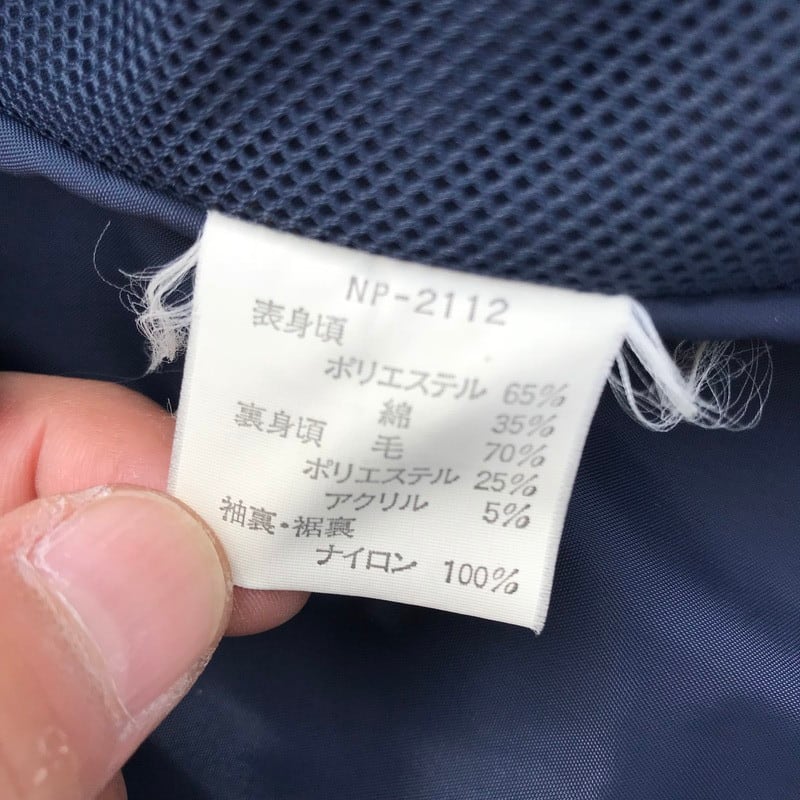 NP-2112
表身頃
ポリエステル 65%
綿 35%
裏身頃 毛 70%
ポリエステル 25%
アクリル 5%
袖裏・裾裏
ナイロン 100%